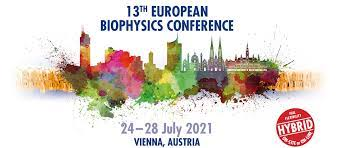 13TH EUROPEAN
BIOPHYSICS CONFERENCE
24–28 July 2021
VIENNA, AUSTRIA
HYBRID